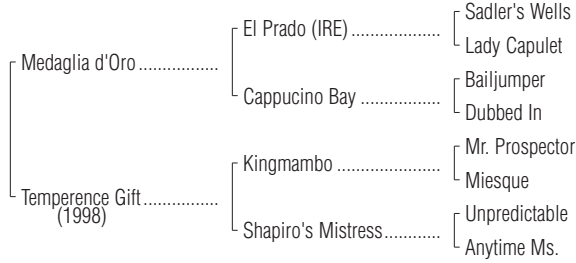 Sadler's Wells
El Prado (IRE) ....................
Lady Capulet
Medaglia d'Oro .................
Bailjumper
Cappucino Bay ..................
Dubbed In
Mr. Prospector
Kingmambo .......................
Miesque
Temperence Gift ................
(1998)
Unpredictable
Shapiro's Mistress .............
Anytime Ms.